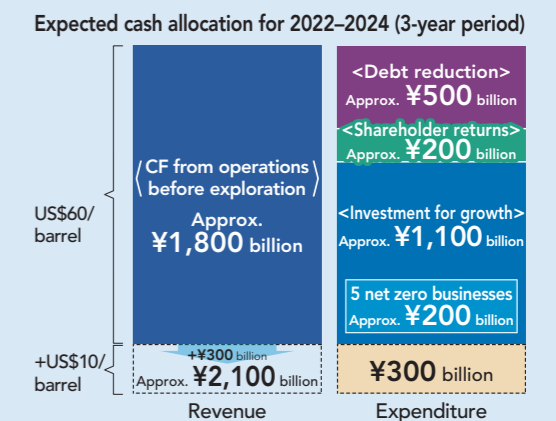 Expected cash allocation for 2022–2024 (3-year period)
US$60/
barrel
+US$10/
barrel
CF from operations
before exploration
Approx.
¥1,800 billion
+¥300 billion
Approx. ¥2,100 billion
Revenue
<Debt reduction>
Approx. ¥500 billion
<Shareholder returns>
Approx. ¥200 billion
<Investment for growth>
Approx. ¥1,100 billion
5 net zero businesses
Approx. ¥200 billion
¥300 billion
Expenditure